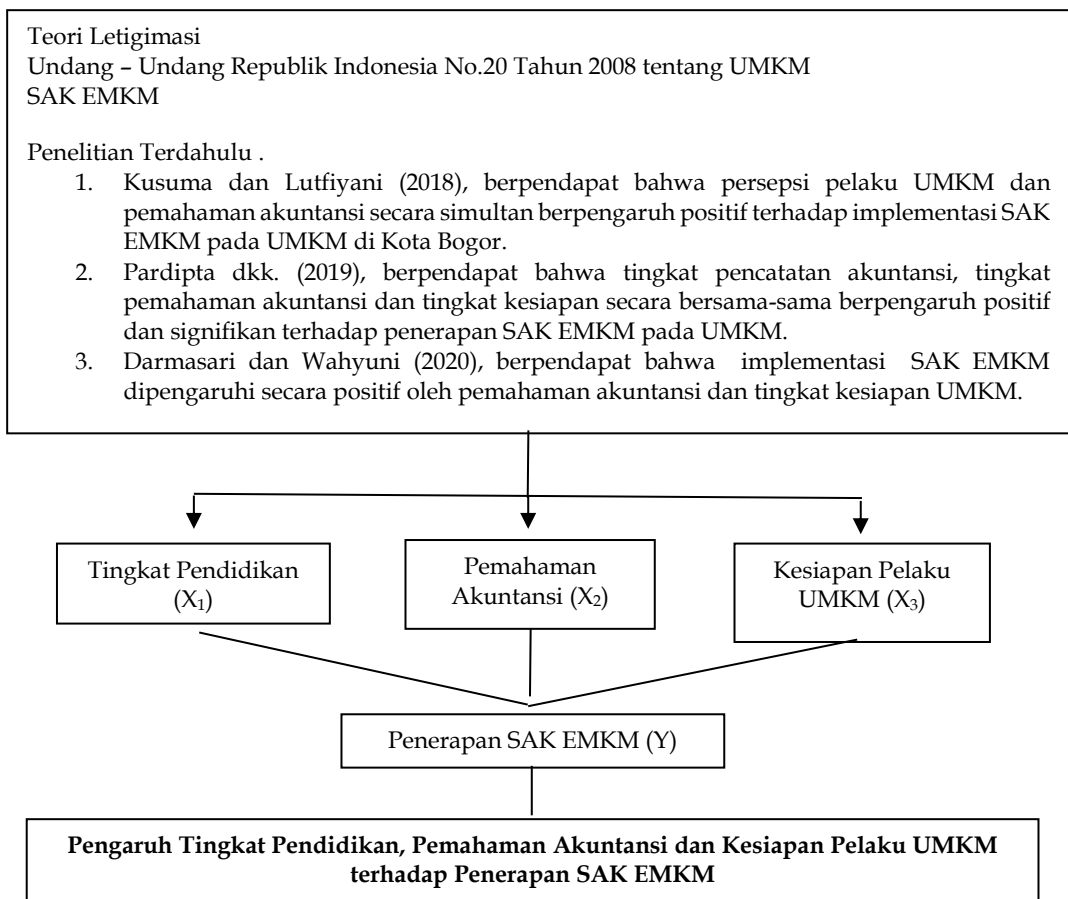 Teori Letigimasi
Undang – Undang Republik Indonesia No.20 Tahun 2008 tentang UMKM
SAK EMKM
Penelitian Terdahulu .
1. Kusuma dan Lutfiyani (2018), berpendapat bahwa persepsi pelaku UMKM dan
pemahaman akuntansi secara simultan berpengaruh positif terhadap implementasi SAK
EMKM pada UMKM di Kota Bogor.
2. Pardipta dkk. (2019), berpendapat bahwa tingkat pencatatan akuntansi, tingkat
pemahaman akuntansi dan tingkat kesiapan secara bersama-sama berpengaruh positif
dan signifikan terhadap penerapan SAK EMKM pada UMKM.
3. Darmasari dan Wahyuni (2020), berpendapat bahwa implementasi SAK EMKM
dipengaruhi secara positif oleh pemahaman akuntansi dan tingkat kesiapan UMKM.
Tingkat Pendidikan
(X₁)
Pemahaman
Akuntansi (X₂)
Kesiapan Pelaku
UMKM (X₃)
Penerapan SAK EMKM (Y)
Pengaruh Tingkat Pendidikan, Pemahaman Akuntansi dan Kesiapan Pelaku UMKM
terhadap Penerapan SAK EMKM